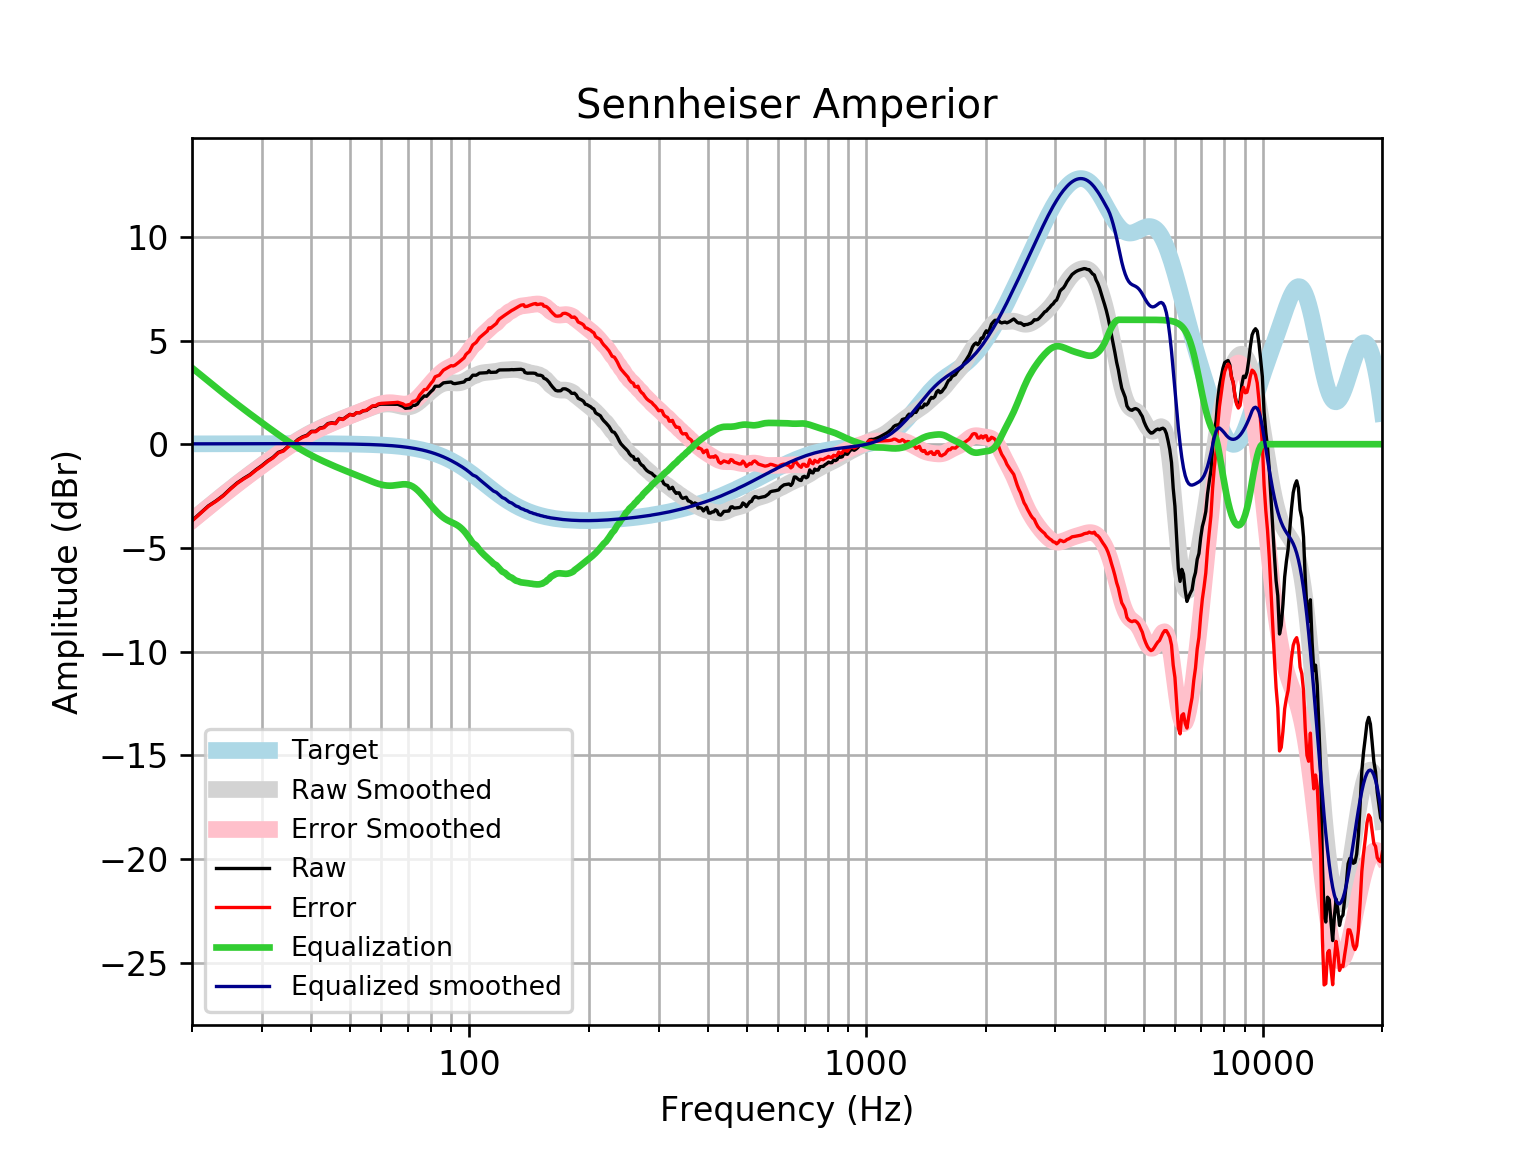 Sennheiser Amperior
Amplitude (dBr)
10
5
0
−5
−10
−15
−20
−25
Target
Raw Smoothed
Error Smoothed
Raw
Error
Equalization
Equalized smoothed
100 1000 10000
Frequency (Hz)